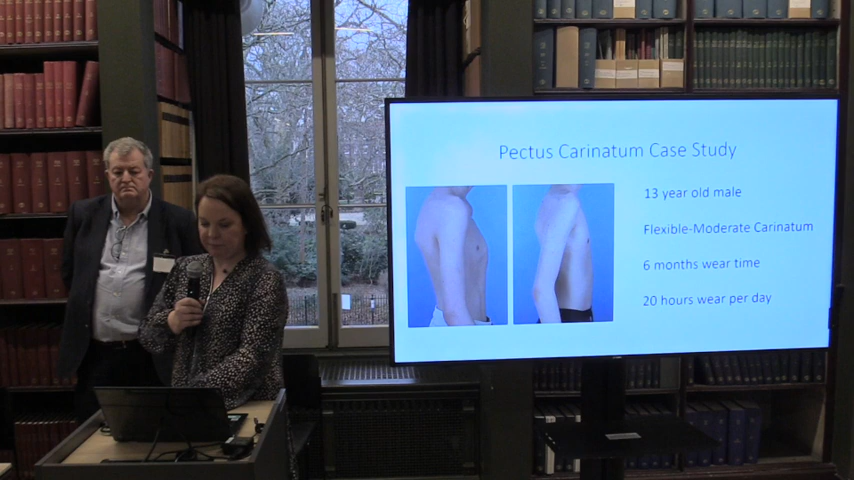 Pectus Carinatum Case Study
13 year old male
Flexible-Moderate Carinatum
6 months wear time
20 hours wear per day